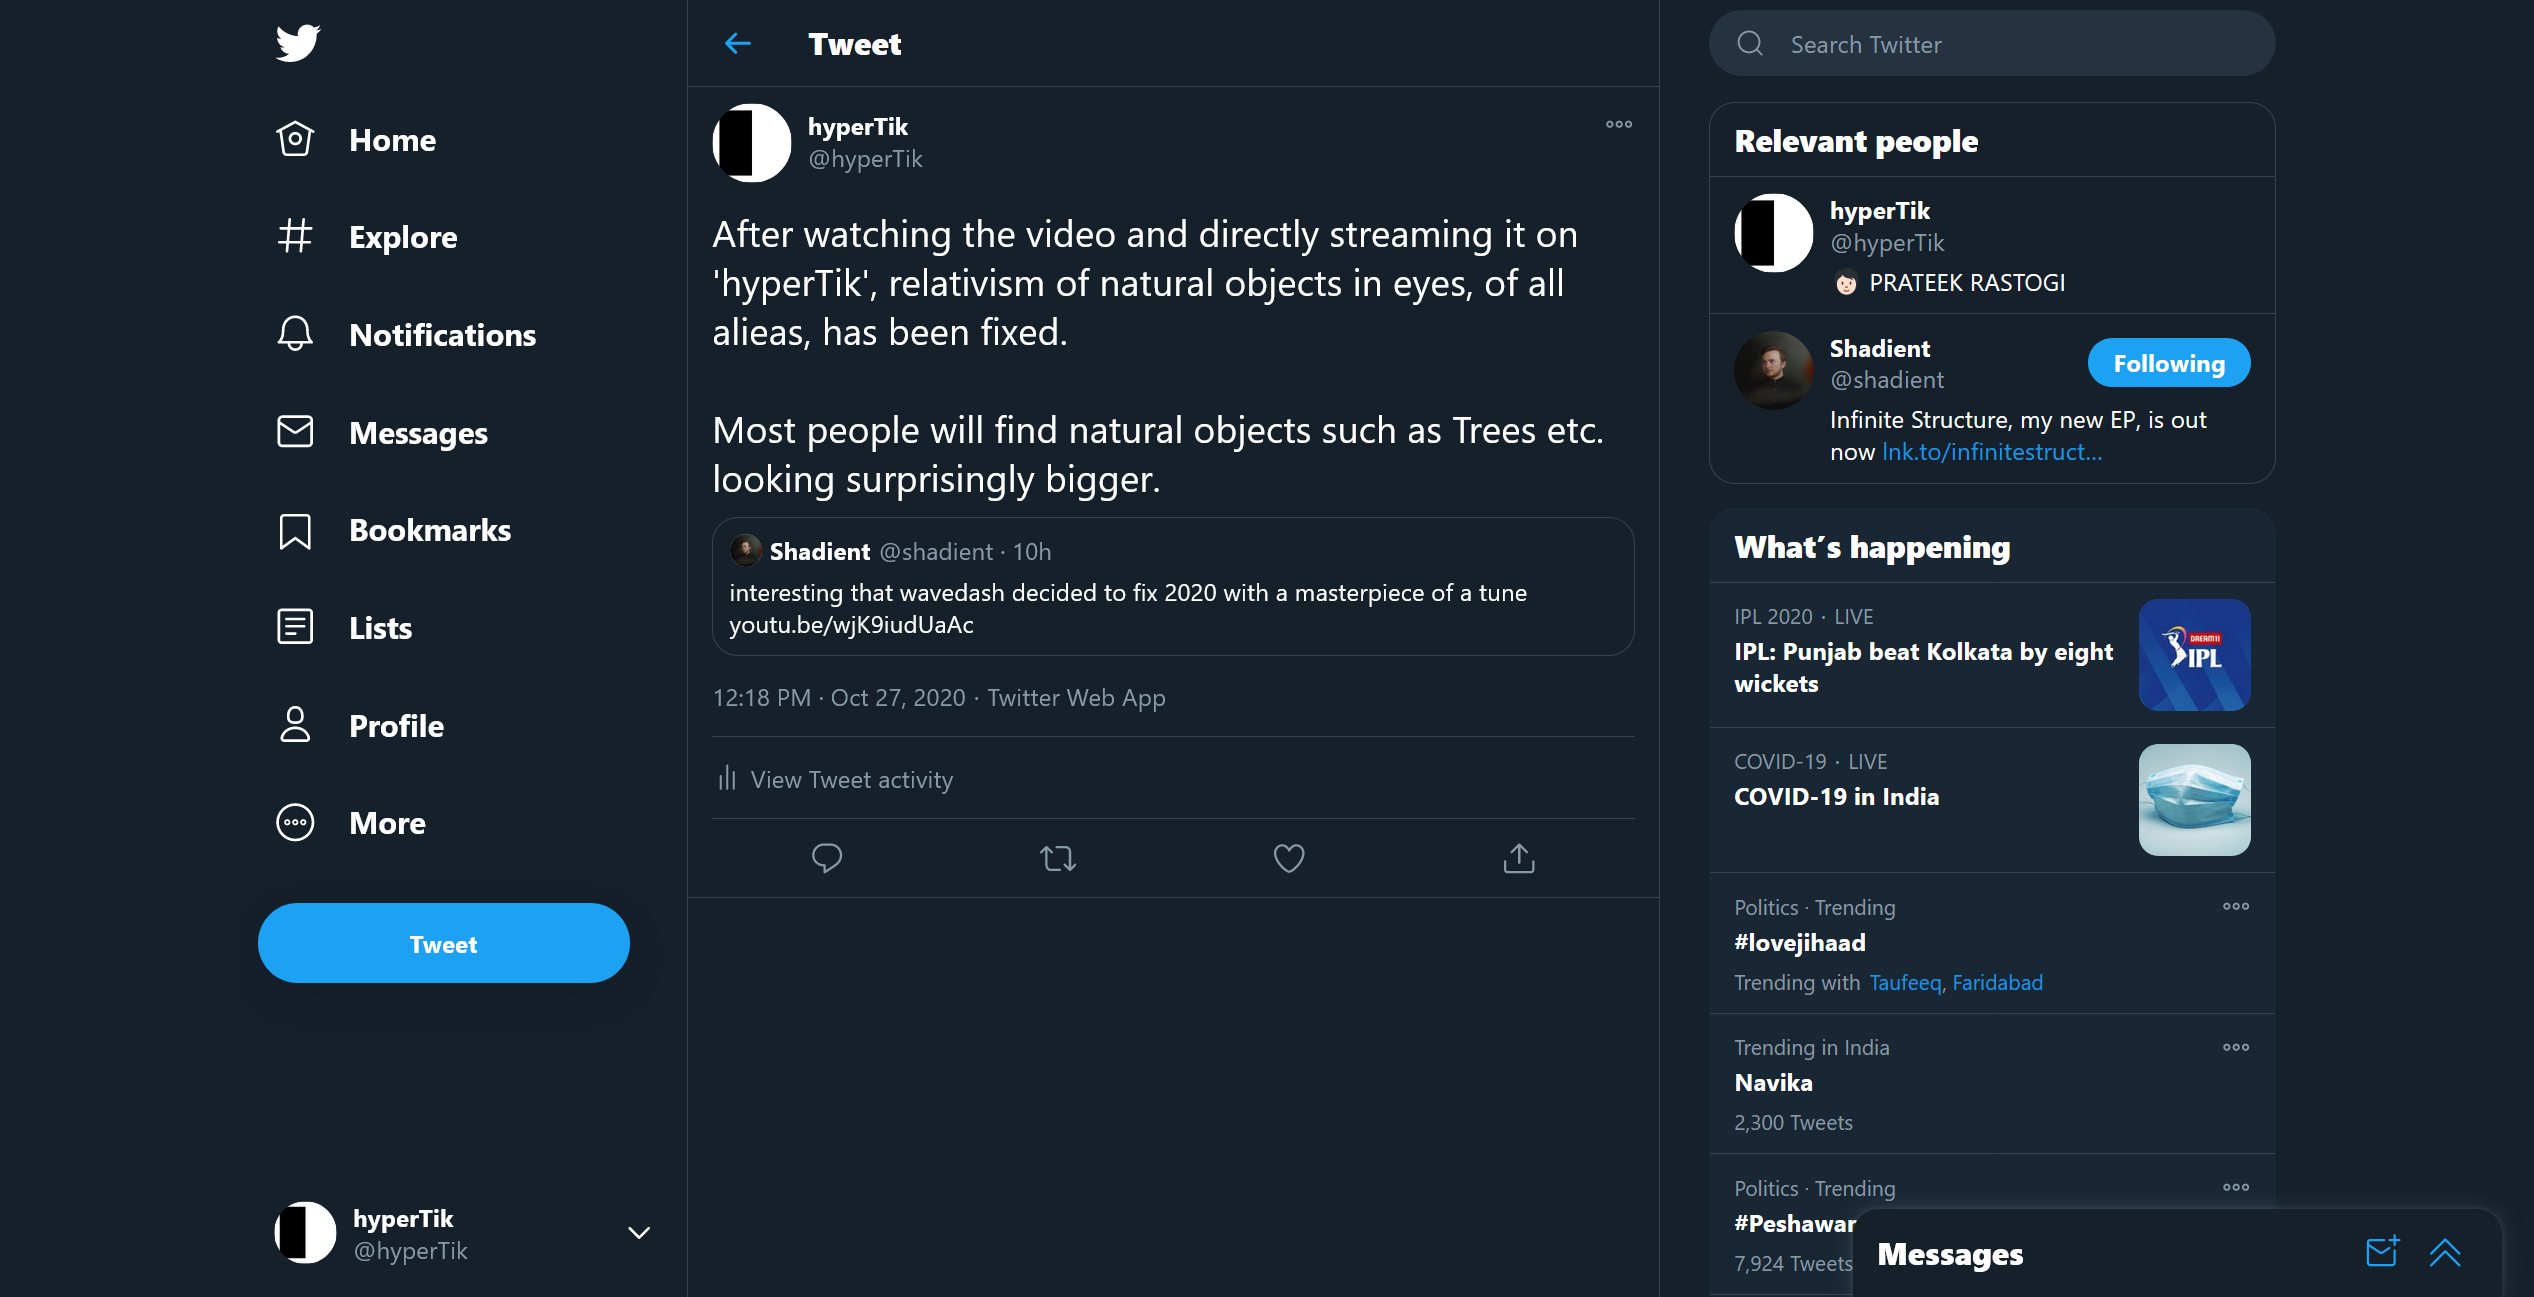 Home
Explore
Notifications
Messages
Bookmarks
Lists
Profile
More
Tweet
hyperTik
@hyperTik
Tweet
hyperTik
@hyperTik
After watching the video and directly streaming it on
'hyperTik', relativism of natural objects in eyes, of all
alieas, has been fixed.
Most people will find natural objects such as Trees etc.
looking surprisingly bigger.
Shadient @shadient · 10h
interesting that wavedash decided to fix 2020 with a masterpiece of a tune
youtu.be/wjK9iudUaAc
12:18 PM · Oct 27, 2020 · Twitter Web App
View Tweet activity
Search Twitter
Relevant people
hyperTik
@hyperTik
PRATEEK RASTOGI
Shadient
@shadient
Following
Infinite Structure, my new EP, is out
now lnk.to/infinitestruct...
What's happening
IPL 2020 · LIVE
IPL: Punjab beat Kolkata by eight
wickets
DREAM11
IPL
COVID-19 · LIVE
COVID-19 in India
Politics · Trending
#lovejihaad
Trending with Taufeeq, Faridabad
Trending in India
Navika
2,300 Tweets
Politics · Trending
#Peshawar
7,924 Tweets
Messages